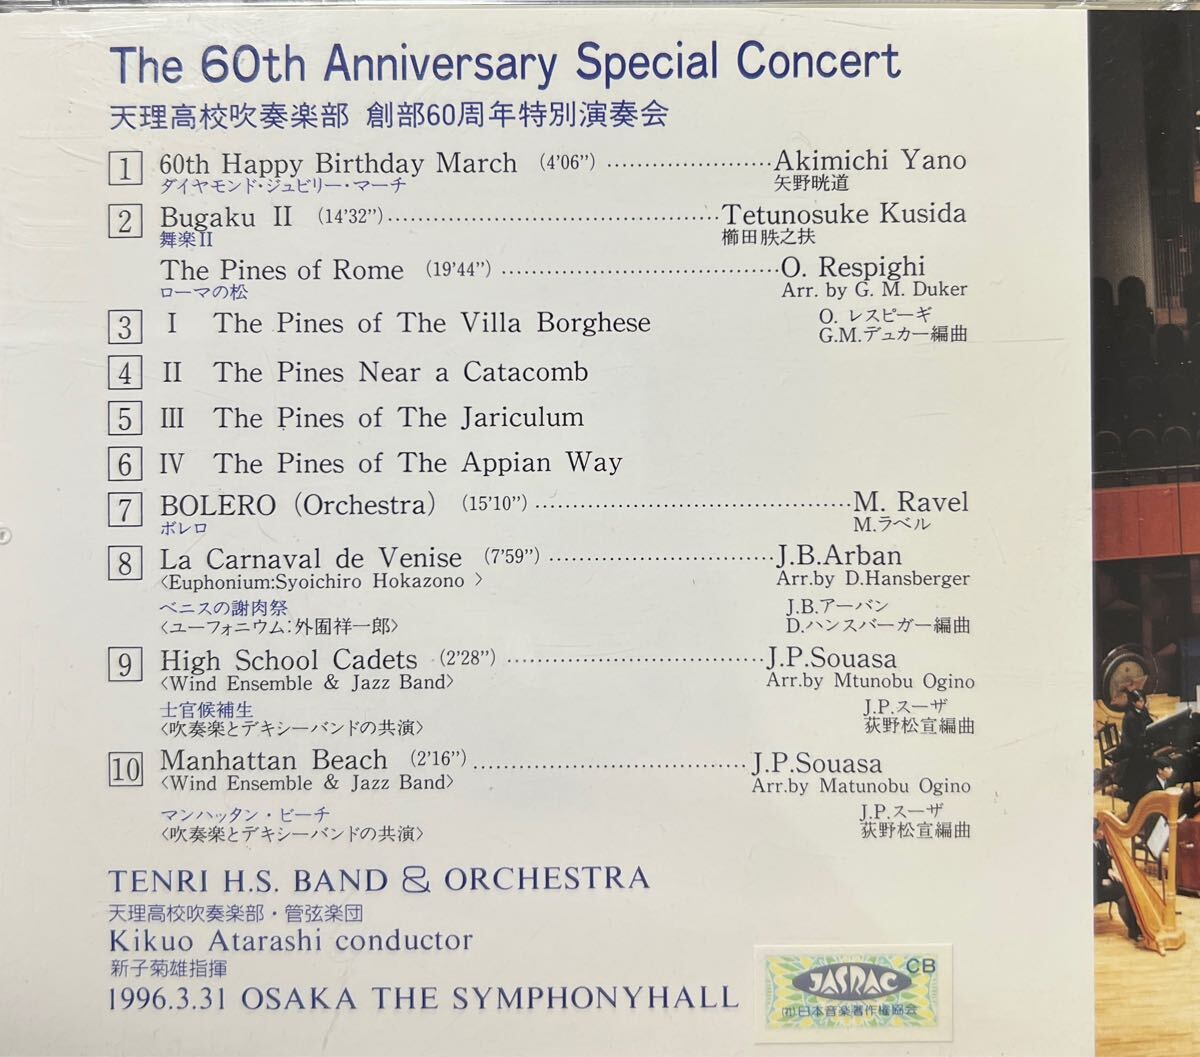 The 60th Anniversary Special Concert
天理高校吹奏楽部 創部60周年特別演奏会
1 60th Happy Birthday March (4'06") ······················ Akimichi Yano
ダイヤモンド・ジュビリー・マーチ 矢野晄道
2 Bugaku II (14'32") ············································ Tetunosuke Kusida
舞楽II 櫛田胅之扶
The Pines of Rome (19'44") ····································· O. Respighi
ローマの松 Arr. by G. M. Duker
3 I The Pines of The Villa Borghese O. レスピーギ
G.M.デュカー編曲
4 II The Pines Near a Catacomb
5 III The Pines of The Jariculum
6 IV The Pines of The Appian Way
7 BOLERO (Orchestra) (15'10") ········································· M. Ravel
ボレロ M.ラベル
8 La Carnaval de Venise (7'59") ····························· J.B.Arban
〈Euphonium:Syoichiro Hokazono 〉 Arr.by D.Hansberger
ベニスの謝肉祭 J.B.アーバン
〈ユーフォニウム:外囿祥一郎〉 D.ハンスバーガー編曲
9 High School Cadets (2'28") ································· J.P.Souasa
〈Wind Ensemble & Jazz Band〉 Arr.by Mtunobu Ogino
士官候補生 J.P.スーザ
〈吹奏楽とデキシーバンドの共演〉 荻野松宣編曲
10 Manhattan Beach (2'16") ··································· J.P.Souasa
〈Wind Ensemble & Jazz Band〉 Arr.by Matunobu Ogino
マンハッタン・ビーチ J.P.スーザ
〈吹奏楽とデキシーバンドの共演〉 荻野松宣編曲
TENRI H.S. BAND & ORCHESTRA
天理高校吹奏楽部・管弦楽団
Kikuo Atarashi conductor
新子菊雄指揮
1996.3.31 OSAKA THE SYMPHONYHALL
JASRAC CB
(社)日本音楽著作権協会